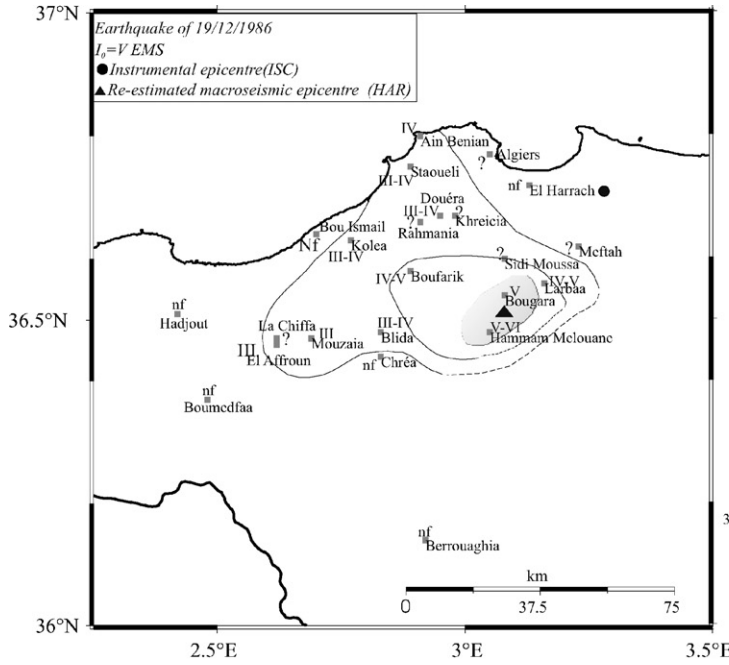 37°N
Earthquake of 19/12/1986
I₀=V EMS
Instrumental epicentre(ISC)
Re-estimated macroseismic epicentre (HAR)
IV
Ain Benian
? Algiers
Staoueli
III-IV
nf
El Harrach
Douéra
III-IV ?
? Khreicia
Rahmania
Bou Ismail
Nf
Kolea
III-IV
? Meftah
?
Sidi Moussa
IV-V Boufarik
IV-V
Larbaa
V
Bougara
nf
Hadjout
36.5°N
La Chiffa
?
III
Mouzaia
III
El Affroun
III-IV
Blida
V-VI
Hammam Melouane
nf Chréa
nf
Boumedfaa
nf
Berrouaghia
km
0 37.5 75
36°N
2.5°E 3°E 3.5°E
3